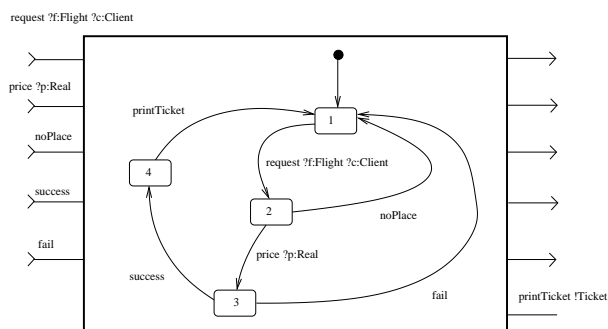 request ?f:Flight ?c:Client
price ?p:Real
noPlace
success
fail
printTicket
1
4
request ?f:Flight ?c:Client
2
noPlace
price ?p:Real
success
3
fail
printTicket !Ticket